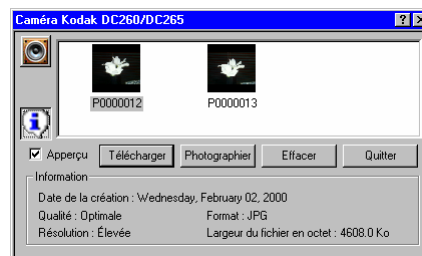 Caméra Kodak DC260/DC265
P0000012 P0000013
Apperçu Télécharger Photographier Effacer Quitter
Information
Date de la création : Wednesday, February 02, 2000
Qualité : Optimale Format : JPG
Résolution : Élevée Largeur du fichier en octet : 4608.0 Ko